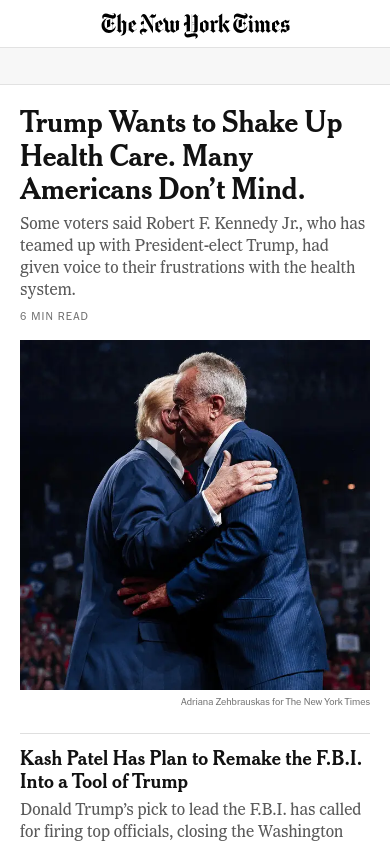 The New York Times
Trump Wants to Shake Up
Health Care. Many
Americans Don’t Mind.
Some voters said Robert F. Kennedy Jr., who has
teamed up with President-elect Trump, had
given voice to their frustrations with the health
system.
6 MIN READ
Adriana Zehbrauskas for The New York Times
Kash Patel Has Plan to Remake the F.B.I.
Into a Tool of Trump
Donald Trump’s pick to lead the F.B.I. has called
for firing top officials, closing the Washington